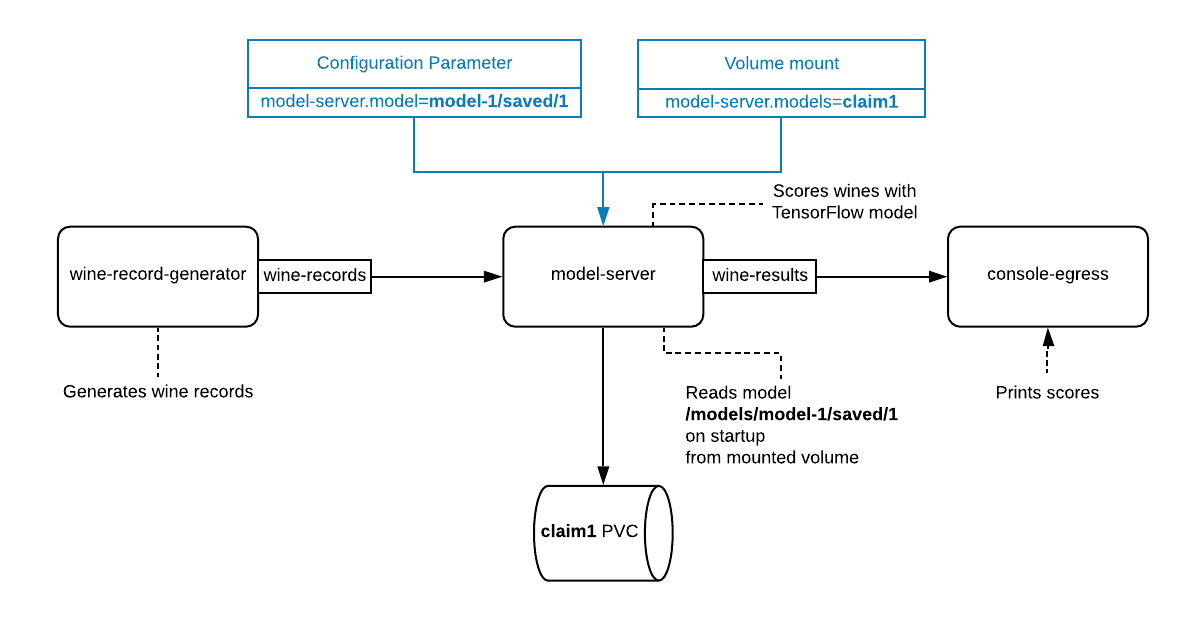 Configuration Parameter
model-server.model=model-1/saved/1
Volume mount
model-server.models=claim1
Scores wines with
TensorFlow model
wine-record-generator
wine-records
model-server
wine-results
console-egress
Generates wine records
Reads model
/models/model-1/saved/1
on startup
from mounted volume
Prints scores
claim1 PVC